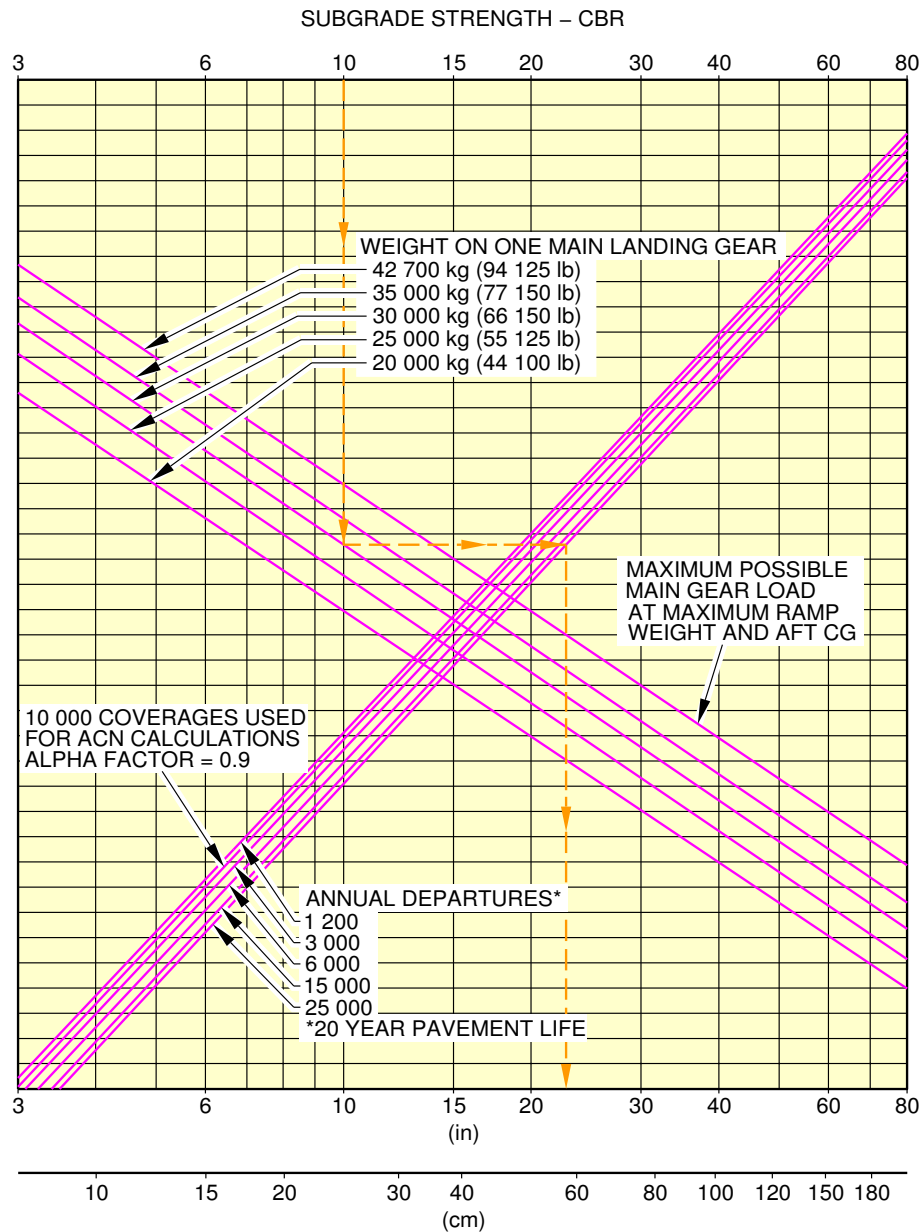 SUBGRADE STRENGTH – CBR
3 6 10 15 20 30 40 60 80
WEIGHT ON ONE MAIN LANDING GEAR
42 700 kg (94 125 lb)
35 000 kg (77 150 lb)
30 000 kg (66 150 lb)
25 000 kg (55 125 lb)
20 000 kg (44 100 lb)
MAXIMUM POSSIBLE
MAIN GEAR LOAD
AT MAXIMUM RAMP
WEIGHT AND AFT CG
10 000 COVERAGES USED
FOR ACN CALCULATIONS
ALPHA FACTOR = 0.9
ANNUAL DEPARTURES*
1 200
3 000
6 000
15 000
25 000
*20 YEAR PAVEMENT LIFE
3 6 10 15 20 30 40 60 80
(in)
10 15 20 30 40 60 80 100 120 150 180
(cm)